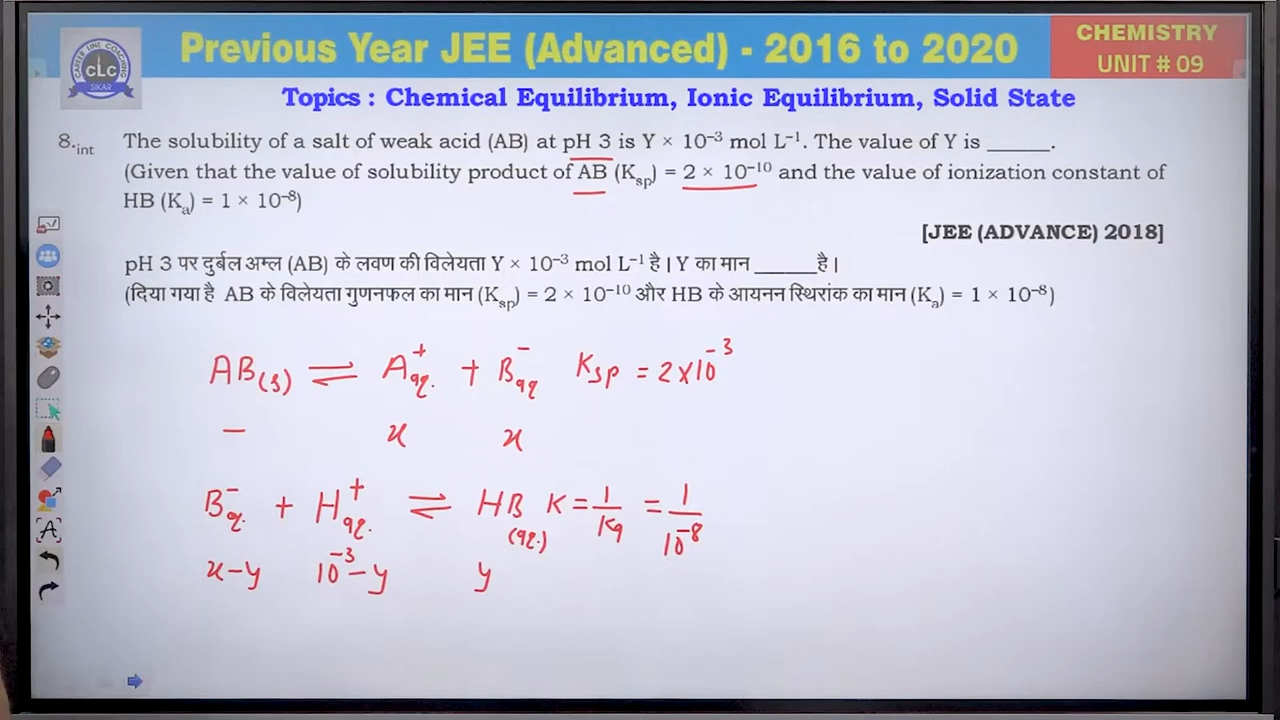 Previous Year JEE (Advanced) - 2016 to 2020
CHEMISTRY
UNIT # 09
CAREER LINE COACHING
CLC
SIKAR
Topics : Chemical Equilibrium, Ionic Equilibrium, Solid State
8.int The solubility of a salt of weak acid (AB) at pH 3 is Y × 10⁻³ mol L⁻¹. The value of Y is ______.
(Given that the value of solubility product of AB (Ksp) = 2 × 10⁻¹⁰ and the value of ionization constant of
HB (Ka) = 1 × 10⁻⁸)
[JEE (ADVANCE) 2018]
pH 3 पर दुर्बल अम्ल (AB) के लवण की विलेयता Y × 10⁻³ mol L⁻¹ है। Y का मान ______ है।
(दिया गया है AB के विलेयता गुणनफल का मान (Ksp) = 2 × 10⁻¹⁰ और HB के आयनन स्थिरांक का मान (Ka) = 1 × 10⁻⁸)
AB(s) ⇌ A⁺aq. + B⁻aq Ksp = 2×10⁻³
– x x
B⁻q. + H⁺aq. ⇌ HB(aq.) K = 1/Ka = 1/10⁻⁸
x–y 10⁻³–y y
A